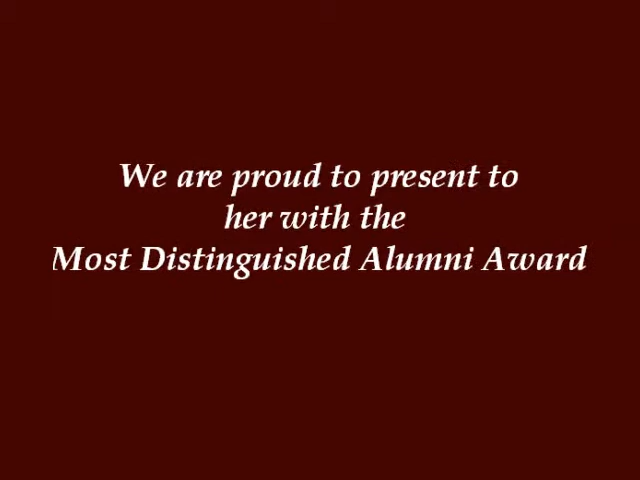 We are proud to present to
her with the
Most Distinguished Alumni Award